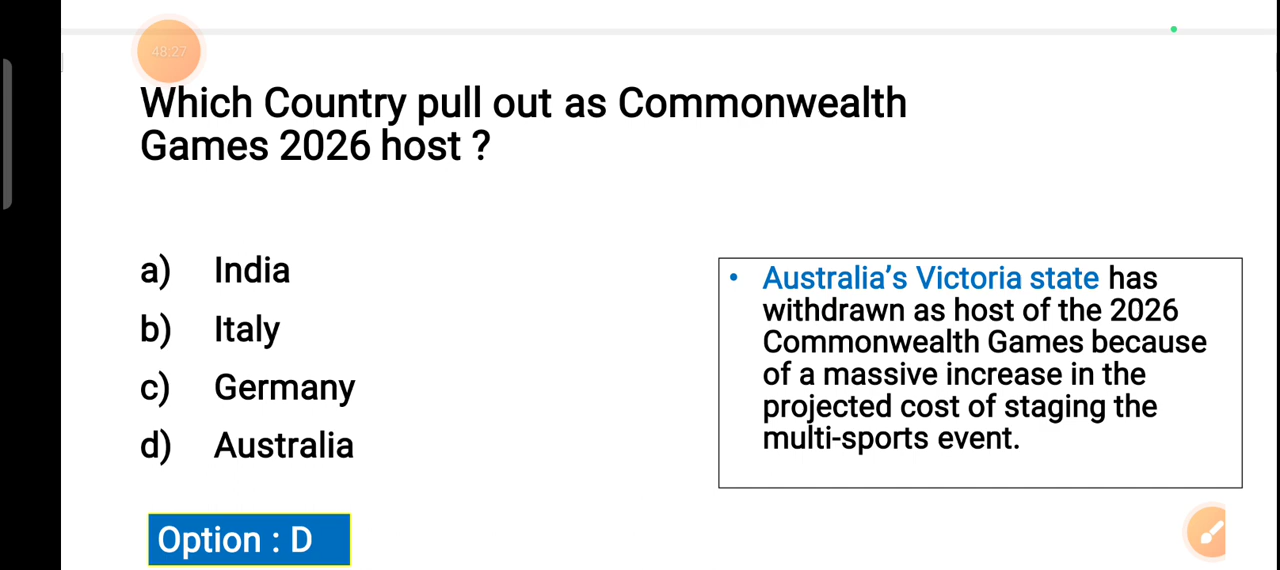 48:27
Which Country pull out as Commonwealth
Games 2026 host ?
a) India
b) Italy
c) Germany
d) Australia
• Australia’s Victoria state has
withdrawn as host of the 2026
Commonwealth Games because
of a massive increase in the
projected cost of staging the
multi-sports event.
Option : D